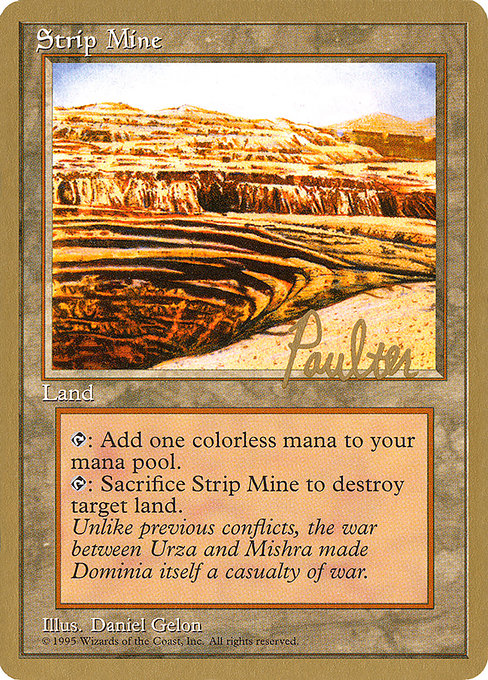 Strip Mine
Paulter
Land
: Add one colorless mana to your
mana pool.
: Sacrifice Strip Mine to destroy
target land.
Unlike previous conflicts, the war
between Urza and Mishra made
Dominia itself a casualty of war.
Illus. Daniel Gelon
© 1995 Wizards of the Coast, Inc. All rights reserved.